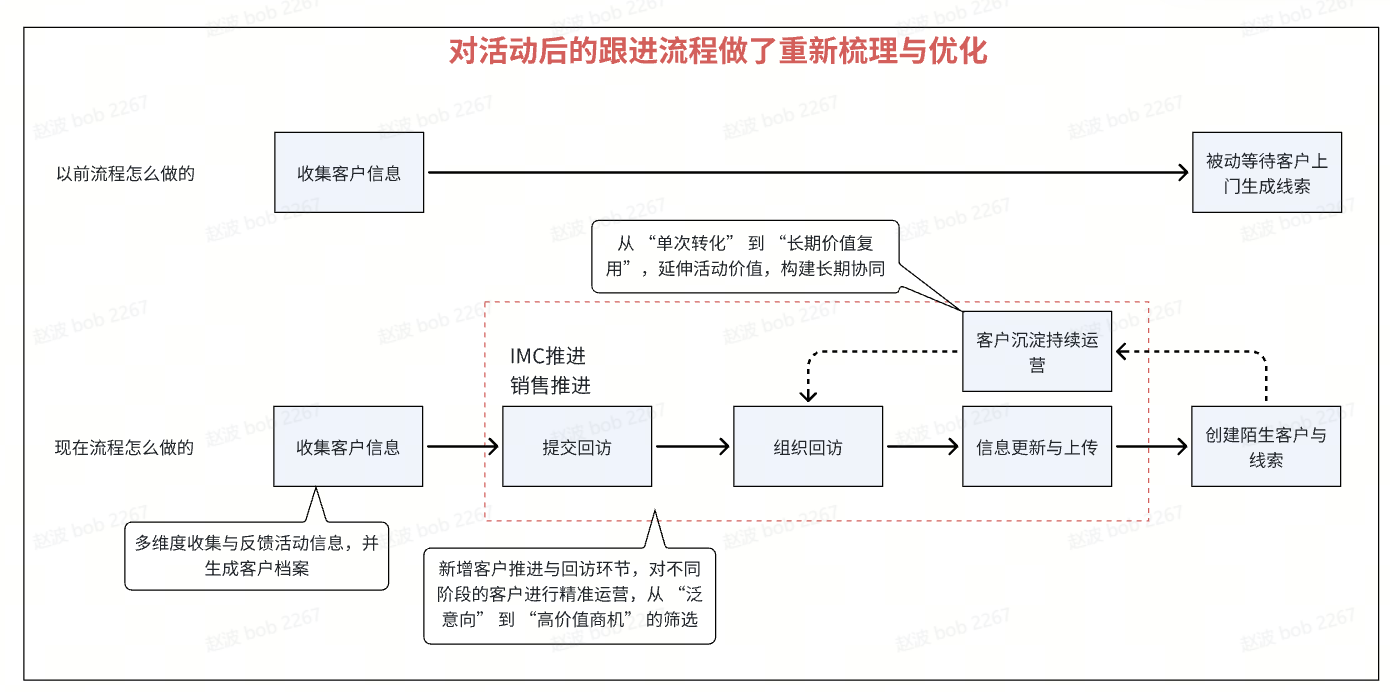 对活动后的跟进流程做了重新梳理与优化
以前流程怎么做的
收集客户信息
被动等待客户上
门生成线索
从 “单次转化” 到 “长期价值复
用” ，延伸活动价值，构建长期协同
客户沉淀持续运
营
IMC推进
销售推进
现在流程怎么做的
收集客户信息
提交回访
组织回访
信息更新与上传
创建陌生客户与
线索
多维度收集与反馈活动信息，并
生成客户档案
新增客户推进与回访环节，对不同
阶段的客户进行精准运营，从 “泛
意向” 到 “高价值商机” 的筛选
赵波 bob 2267